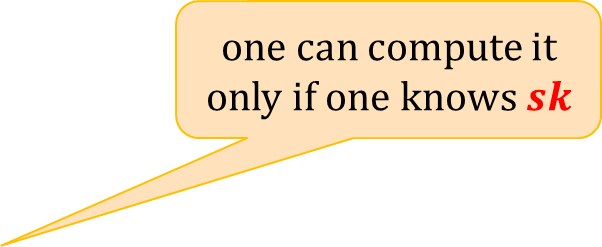 one can compute it
only if one knows sk